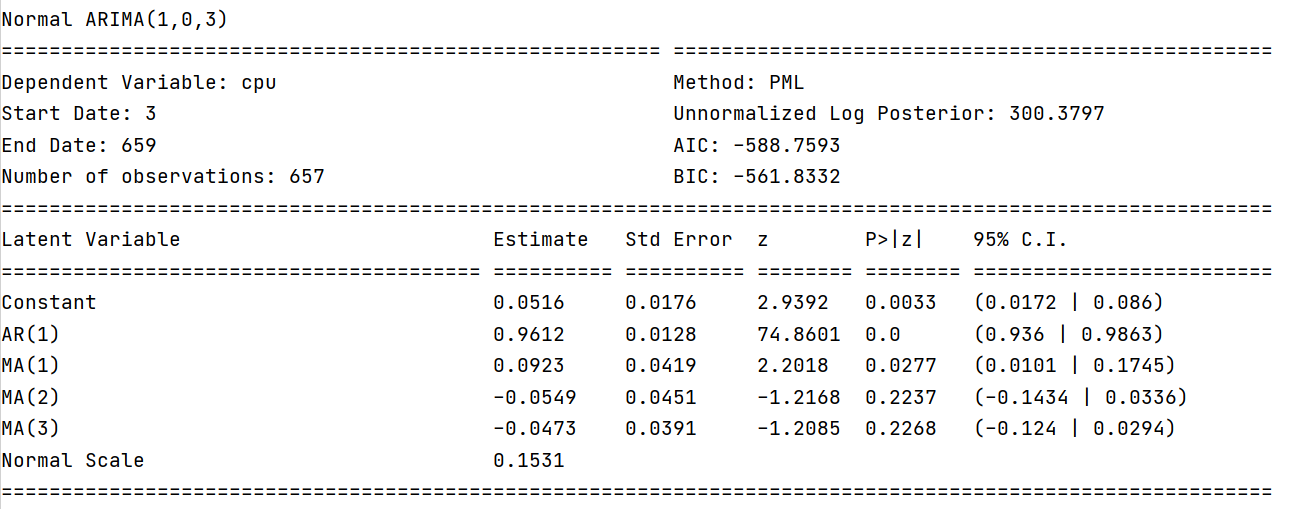 Normal ARIMA(1,0,3)
======================================================= ==================================================
Dependent Variable: cpu                                 Method: PML
Start Date: 3                                           Unnormalized Log Posterior: 300.3797
End Date: 659                                           AIC: -588.7593
Number of observations: 657                             BIC: -561.8332
==========================================================================================================
Latent Variable                          Estimate   Std Error  z        P>|z|    95% C.I.
======================================== ========== ========== ======== ======== =========================
Constant                                 0.0516     0.0176     2.9392   0.0033   (0.0172 | 0.086)
AR(1)                                    0.9612     0.0128     74.8601  0.0      (0.936 | 0.9863)
MA(1)                                    0.0923     0.0419     2.2018   0.0277   (0.0101 | 0.1745)
MA(2)                                    -0.0549    0.0451     -1.2168  0.2237   (-0.1434 | 0.0336)
MA(3)                                    -0.0473    0.0391     -1.2085  0.2268   (-0.124 | 0.0294)
Normal Scale                             0.1531
==========================================================================================================